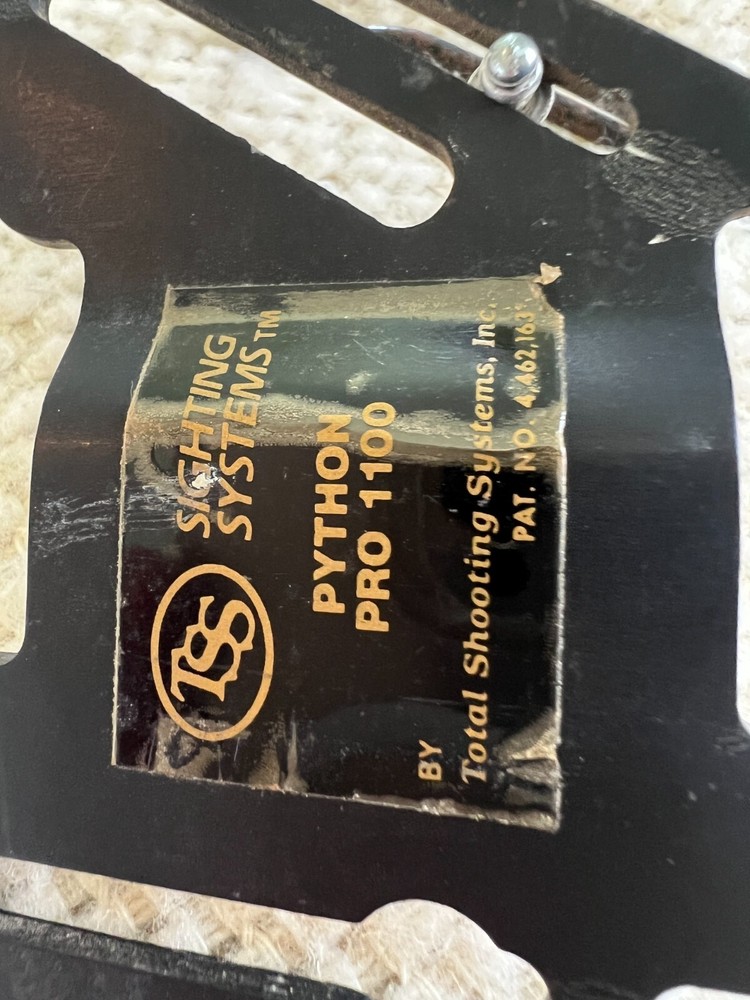 TSS
SIGHTING
SYSTEMS™
PYTHON
PRO 1100
BY
Total Shooting Systems, Inc.
PAT. NO. 4,462,163